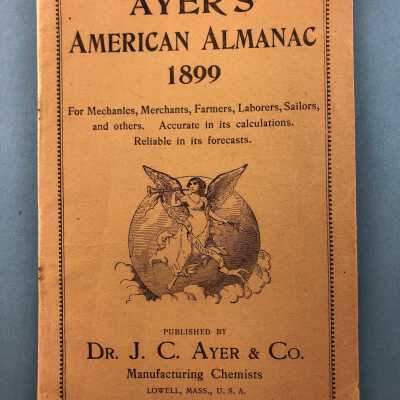 AYER'S
AMERICAN ALMANAC
1899
For Mechanics, Merchants, Farmers, Laborers, Sailors,
and others. Accurate in its calculations.
Reliable in its forecasts.
PUBLISHED BY
DR. J. C. AYER & CO.
Manufacturing Chemists
LOWELL, MASS., U. S. A.